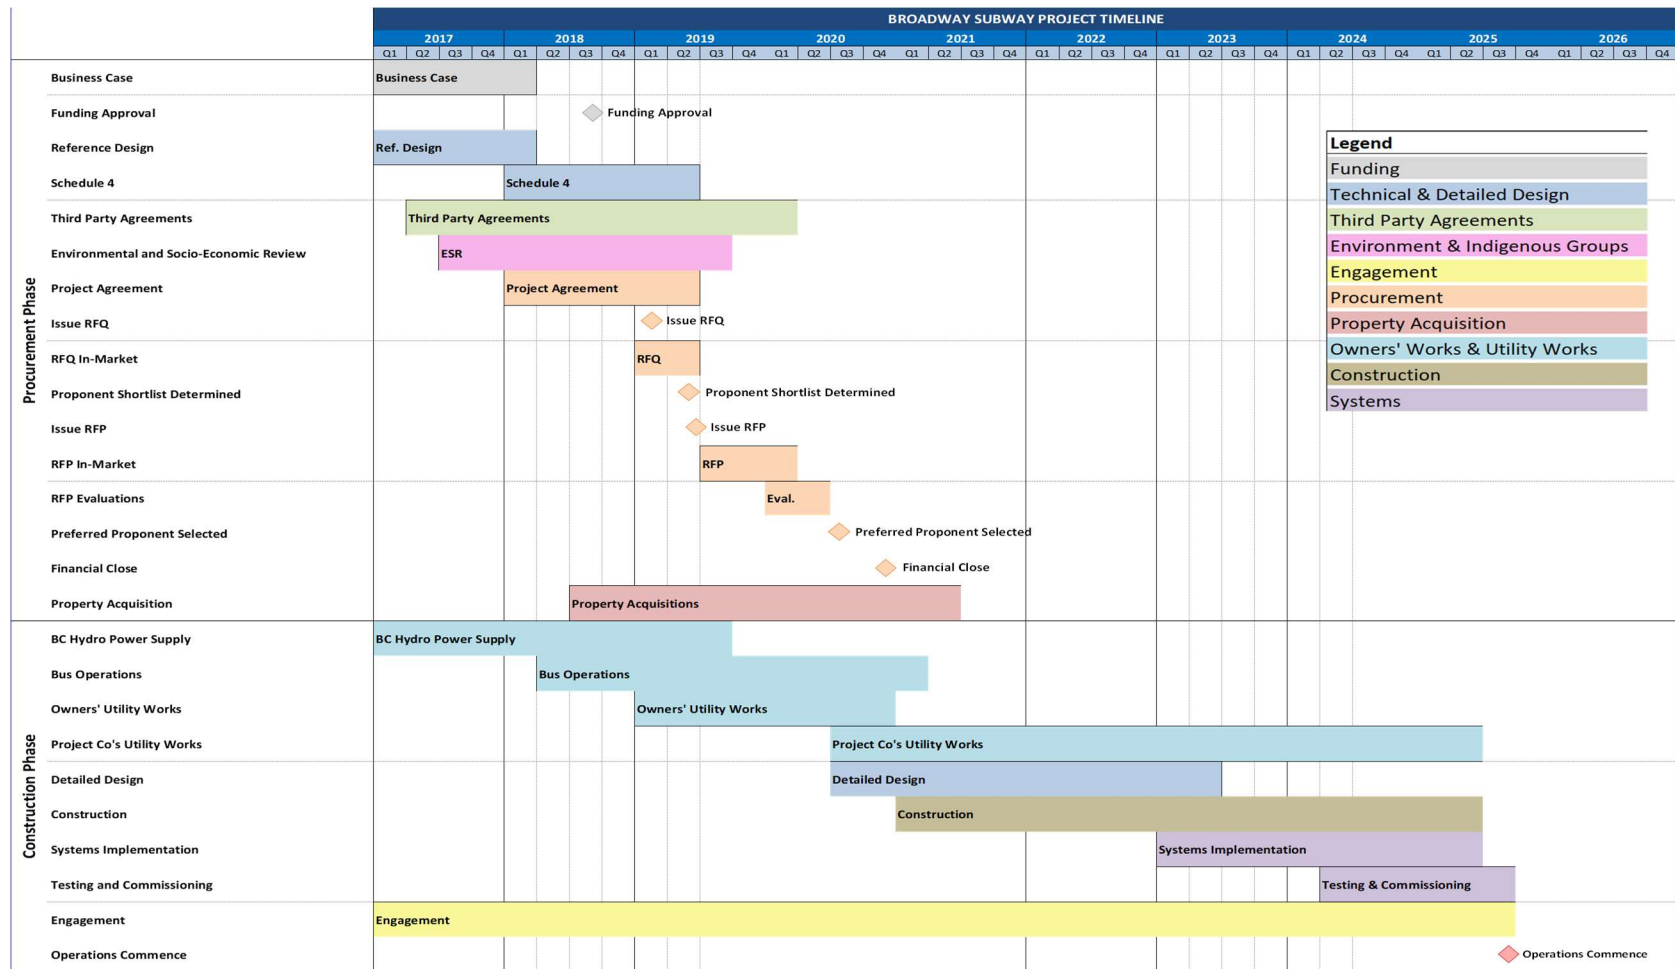 BROADWAY SUBWAY PROJECT TIMELINE
2017 2018 2019 2020 2021 2022 2023 2024 2025 2026
Q1 Q2 Q3 Q4 Q1 Q2 Q3 Q4 Q1 Q2 Q3 Q4 Q1 Q2 Q3 Q4 Q1 Q2 Q3 Q4 Q1 Q2 Q3 Q4 Q1 Q2 Q3 Q4 Q1 Q2 Q3 Q4 Q1 Q2 Q3 Q4 Q1 Q2 Q3 Q4
Procurement Phase
Business Case Business Case
Funding Approval Funding Approval
Reference Design Ref. Design
Schedule 4 Schedule 4
Third Party Agreements Third Party Agreements
Environmental and Socio-Economic Review ESR
Project Agreement Project Agreement
Issue RFQ Issue RFQ
RFQ In-Market RFQ
Proponent Shortlist Determined Proponent Shortlist Determined
Issue RFP Issue RFP
RFP In-Market RFP
RFP Evaluations Eval.
Preferred Proponent Selected Preferred Proponent Selected
Financial Close Financial Close
Property Acquisition Property Acquisitions
Legend
Funding
Technical & Detailed Design
Third Party Agreements
Environment & Indigenous Groups
Engagement
Procurement
Property Acquisition
Owners' Works & Utility Works
Construction
Systems
Construction Phase
BC Hydro Power Supply BC Hydro Power Supply
Bus Operations Bus Operations
Owners' Utility Works Owners' Utility Works
Project Co's Utility Works Project Co's Utility Works
Detailed Design Detailed Design
Construction Construction
Systems Implementation Systems Implementation
Testing and Commissioning Testing & Commissioning
Engagement Engagement
Operations Commence Operations Commence